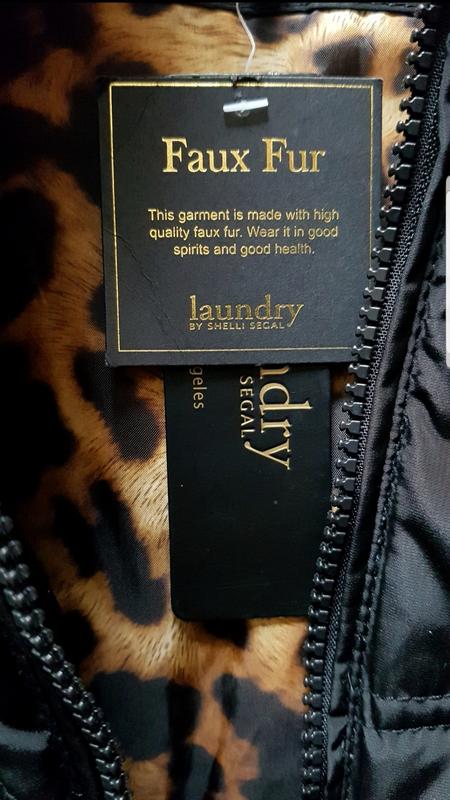 Faux Fur
This garment is made with high
quality faux fur. Wear it in good
spirits and good health.
laundry
BY SHELLI SEGAL
ndry
SEGAL
geles